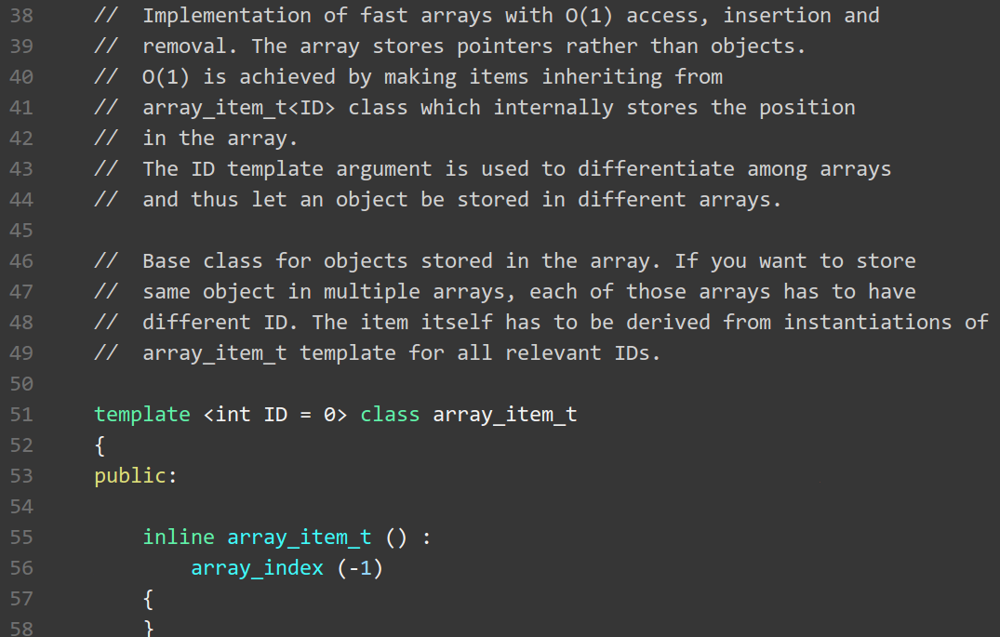 38 // Implementation of fast arrays with O(1) access, insertion and
39 // removal. The array stores pointers rather than objects.
40 // O(1) is achieved by making items inheriting from
41 // array_item_t<ID> class which internally stores the position
42 // in the array.
43 // The ID template argument is used to differentiate among arrays
44 // and thus let an object be stored in different arrays.
45
46 // Base class for objects stored in the array. If you want to store
47 // same object in multiple arrays, each of those arrays has to have
48 // different ID. The item itself has to be derived from instantiations of
49 // array_item_t template for all relevant IDs.
50
51 template <int ID = 0> class array_item_t
52 {
53 public:
54
55 inline array_item_t () :
56 array_index (-1)
57 {
58 }